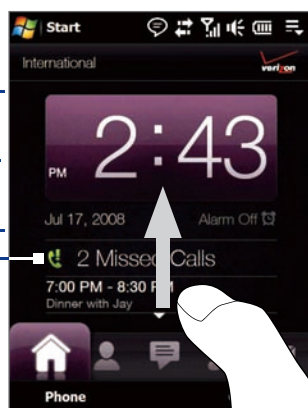 Start
International
verizon
PM 2:43
Jul 17, 2008 Alarm Off
2 Missed Calls
7:00 PM - 8:30 P
Dinner with Jay
Phone